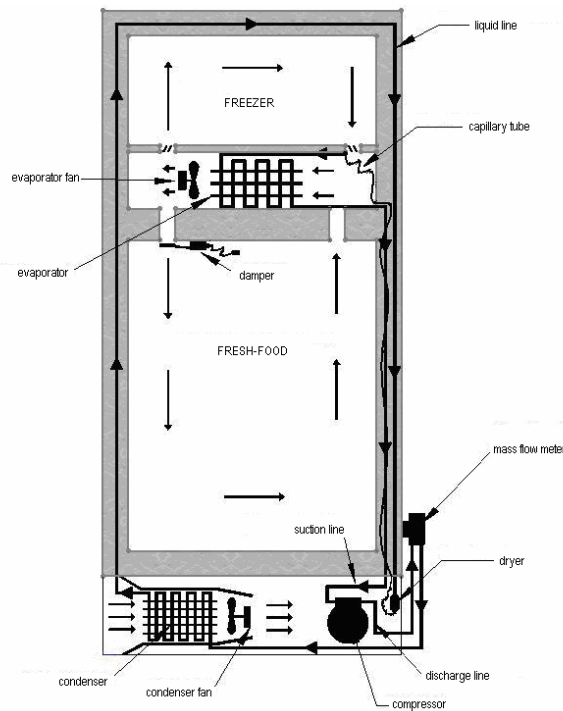 liquid line
FREEZER
capillary tube
evaporator fan
evaporator
damper
FRESH-FOOD
mass flow meter
suction line
dryer
condenser
condenser fan
discharge line
compressor